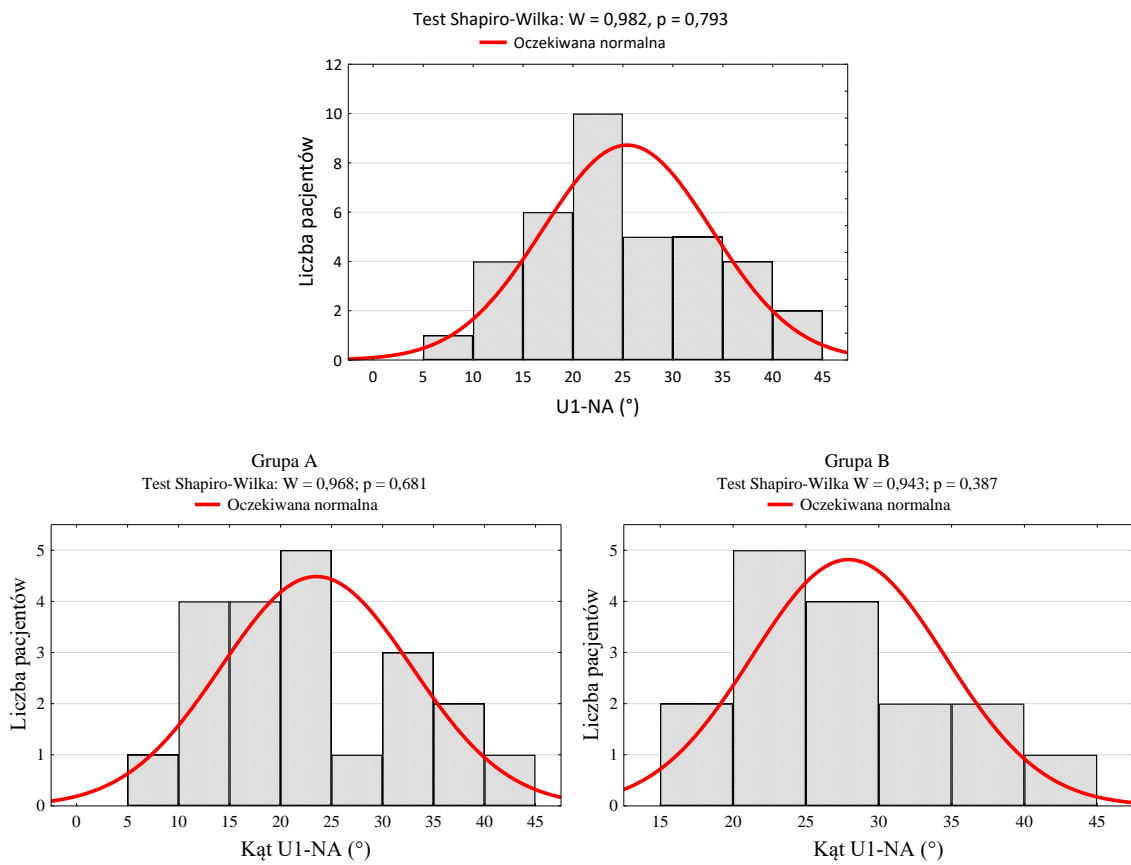 Test Shapiro-Wilka: W = 0,982, p = 0,793
Oczekiwana normalna
12
10
8
6
4
2
0
Liczba pacjentów
0 5 10 15 20 25 30 35 40 45
U1-NA (°)
Grupa A
Test Shapiro-Wilka: W = 0,968; p = 0,681
Oczekiwana normalna
5
4
3
2
1
0
Liczba pacjentów
0 5 10 15 20 25 30 35 40 45
Kąt U1-NA (°)
Grupa B
Test Shapiro-Wilka W = 0,943; p = 0,387
Oczekiwana normalna
5
4
3
2
1
0
Liczba pacjentów
15 20 25 30 35 40 45
Kąt U1-NA (°)